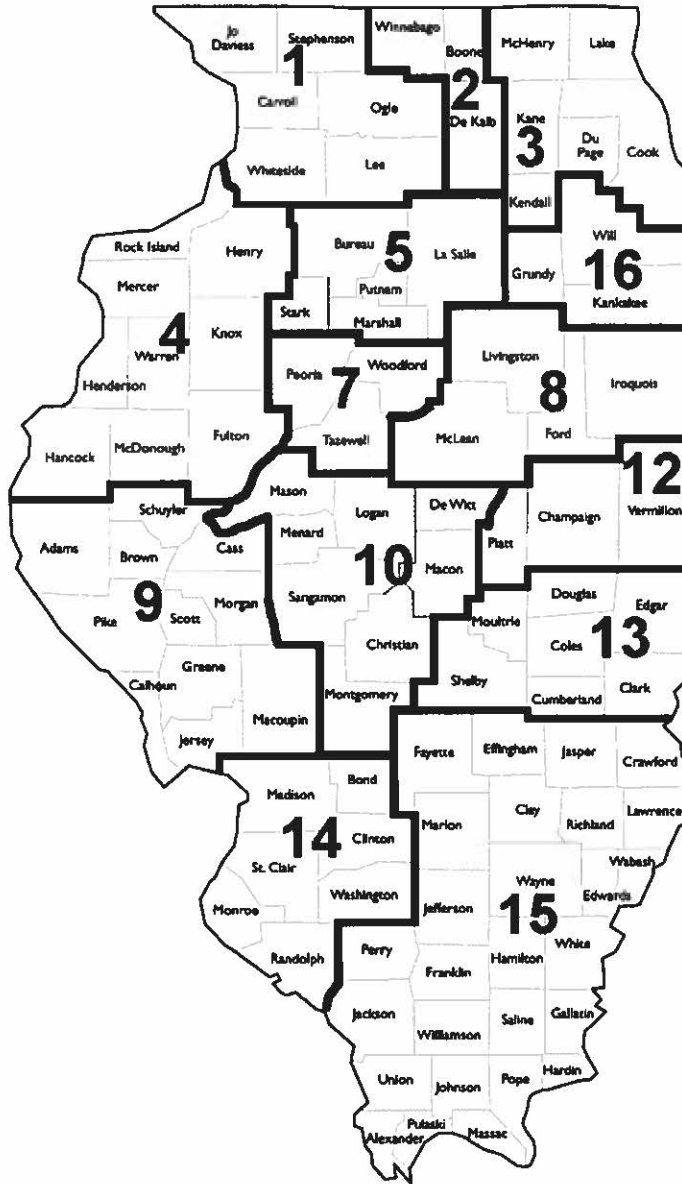 Jo
Daviess
Stephenson
Winnebago
Boone
McHenry
Lake
1
2
Carroll
Ogle
De Kalb
Kane
3
Du
Page
Cook
Whiteside
Lee
Kendall
Rock Island
Henry
Bureau
5
La Salle
Will
Grundy
16
Mercer
Putnam
Kankakee
Stark
Marshall
4
Knox
Warren
Henderson
Peoria
Woodford
7
Livingston
8
Iroquois
Hancock
McDonough
Fulton
Tazewell
McLean
Ford
12
Vermilion
Schuyler
Mason
Logan
De Witt
Champaign
Adams
Brown
Cass
Menard
Piatt
10
Macon
9
Pike
Scott
Morgan
Sangamon
Moultrie
Douglas
Edgar
13
Coles
Christian
Greene
Calhoun
Shelby
Clark
Montgomery
Cumberland
Macoupin
Jersey
Fayette
Effingham
Jasper
Crawford
Bond
Madison
14
Clinton
Marion
Clay
Richland
Lawrence
St. Clair
Wabash
Wayne
Edwards
Washington
Jefferson
15
Monroe
White
Randolph
Perry
Hamilton
Franklin
Jackson
Williamson
Saline
Gallatin
Union
Johnson
Pope
Hardin
Pulaski
Alexander
Massac